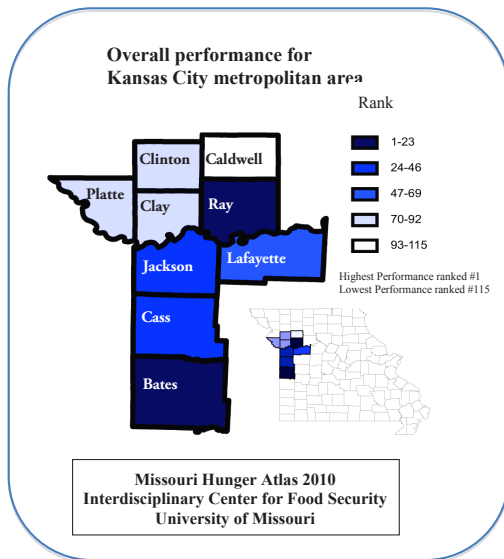 Overall performance for
Kansas City metropolitan area
Rank
1-23
24-46
47-69
70-92
93-115
Highest Performance ranked #1
Lowest Performance ranked #115
Clinton
Caldwell
Platte
Clay
Ray
Jackson
Lafayette
Cass
Bates
Missouri Hunger Atlas 2010
Interdisciplinary Center for Food Security
University of Missouri